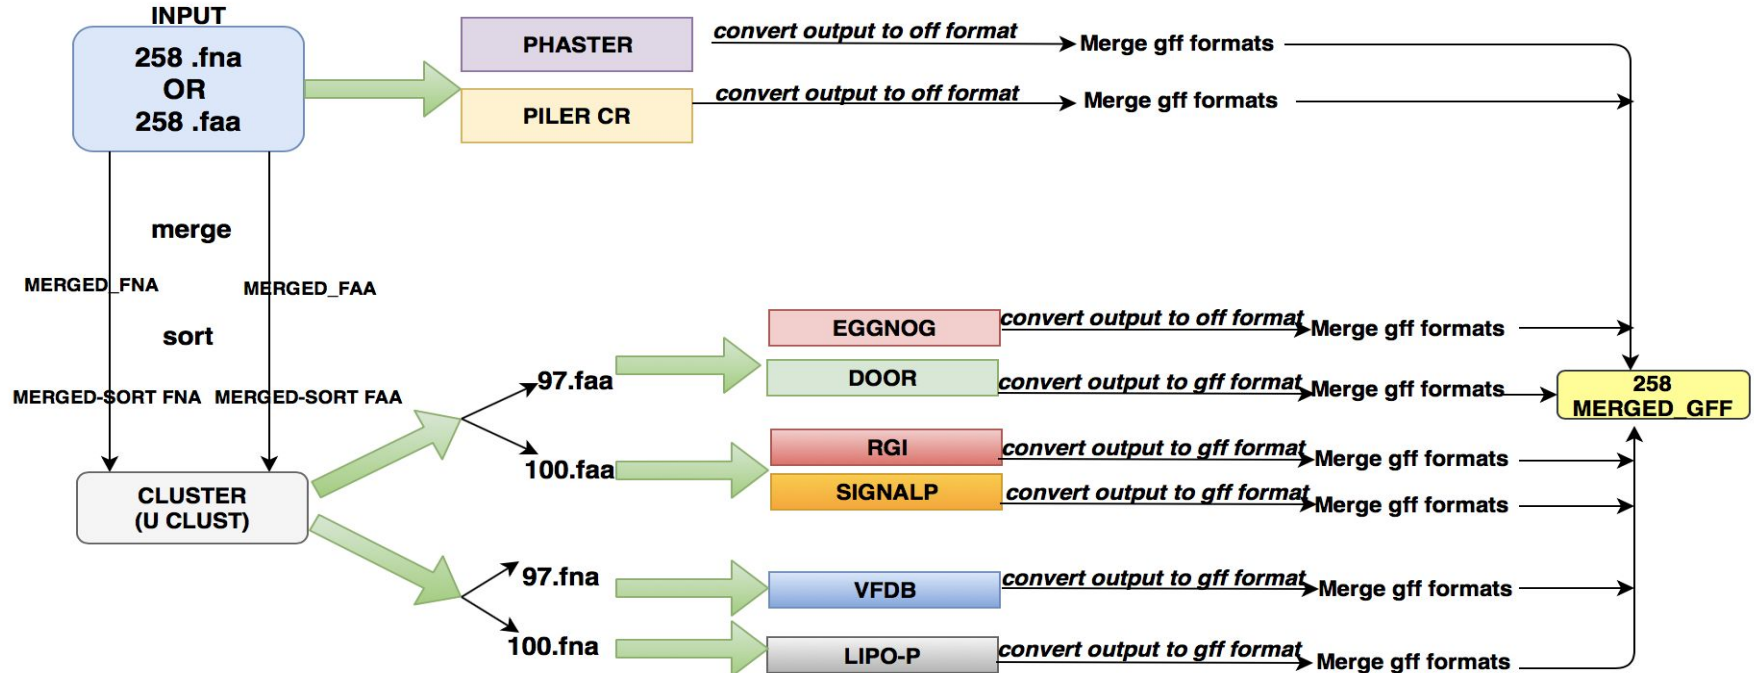 INPUT
258 .fna
OR
258 .faa
PHASTER
convert output to off format
Merge gff formats
PILER CR
convert output to off format
Merge gff formats
merge
MERGED_FNA
MERGED_FAA
sort
MERGED-SORT FNA
MERGED-SORT FAA
CLUSTER
(U CLUST)
97.faa
100.faa
97.fna
100.fna
EGGNOG
convert output to off format
Merge gff formats
DOOR
convert output to gff format
Merge gff formats
RGI
convert output to gff format
Merge gff formats
SIGNALP
convert output to gff format
Merge gff formats
VFDB
convert output to gff format
Merge gff formats
LIPO-P
convert output to gff format
Merge gff formats
258
MERGED_GFF